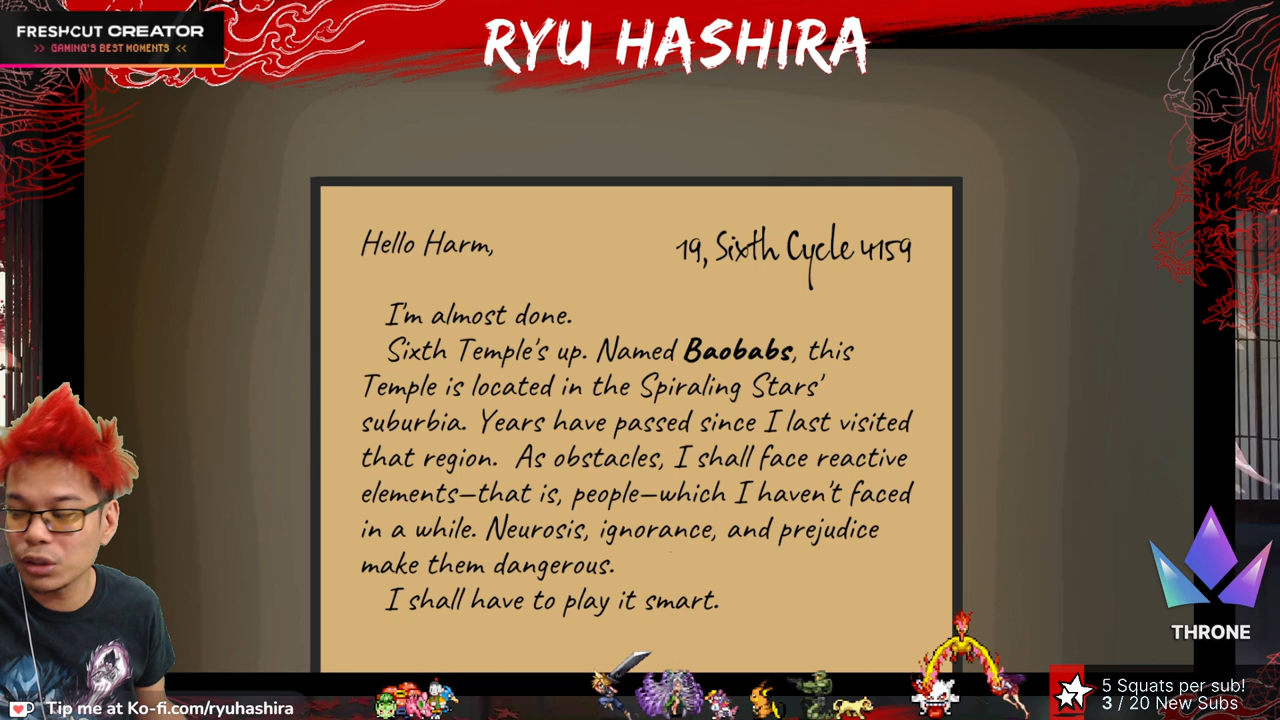 FRESHCUT CREATOR
>> GAMING'S BEST MOMENTS <<
RYU HASHIRA
Hello Harm,
19, Sixth Cycle 4159
I'm almost done.
Sixth Temple's up. Named Baobabs, this
Temple is located in the Spiraling Stars'
suburbia. Years have passed since I last visited
that region. As obstacles, I shall face reactive
elements—that is, people—which I haven't faced
in a while. Neurosis, ignorance, and prejudice
make them dangerous.
I shall have to play it smart.
THRONE
5 Squats per sub!
3 / 20 New Subs
Tip me at Ko-fi.com/ryuhashira